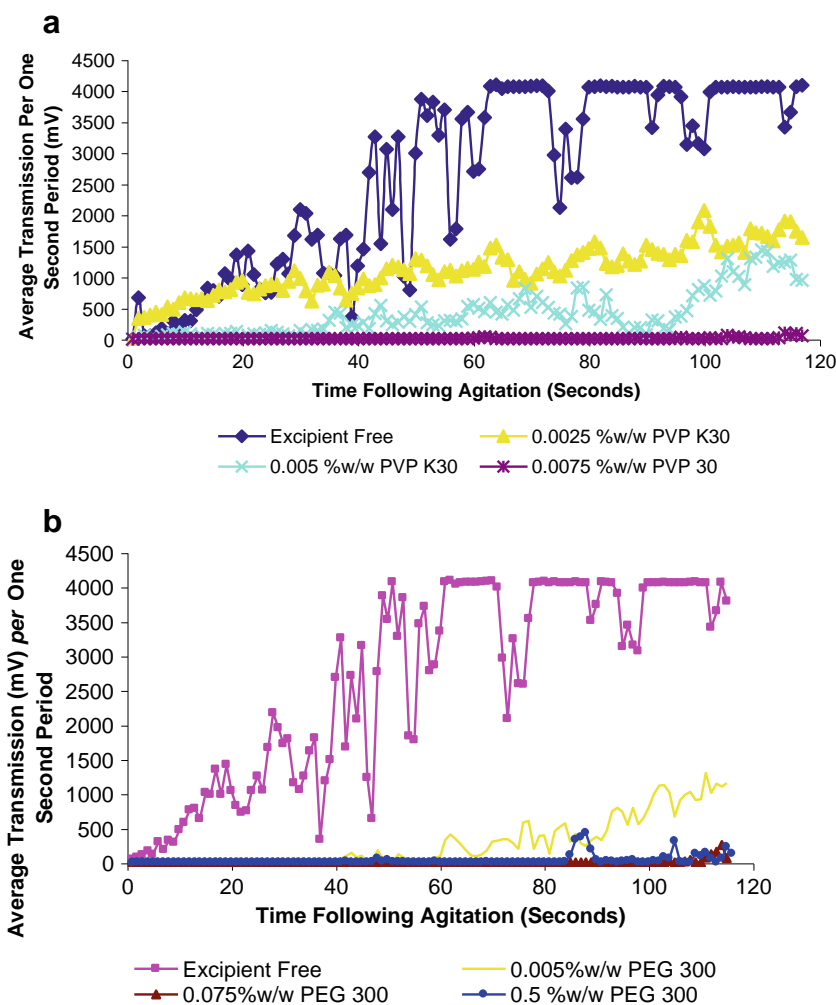 a
Average Transmission Per One
Second Period (mV)
4500
4000
3500
3000
2500
2000
1500
1000
500
0
0 20 40 60 80 100 120
Time Following Agitation (Seconds)
Excipient Free 0.0025 %w/w PVP K30
0.005 %w/w PVP K30 0.0075 %w/w PVP 30
b
Average Transmission (mV) per One
Second Period
4500
4000
3500
3000
2500
2000
1500
1000
500
0
0 20 40 60 80 100 120
Time Following Agitation (Seconds)
Excipient Free 0.005%w/w PEG 300
0.075%w/w PEG 300 0.5 %w/w PEG 300